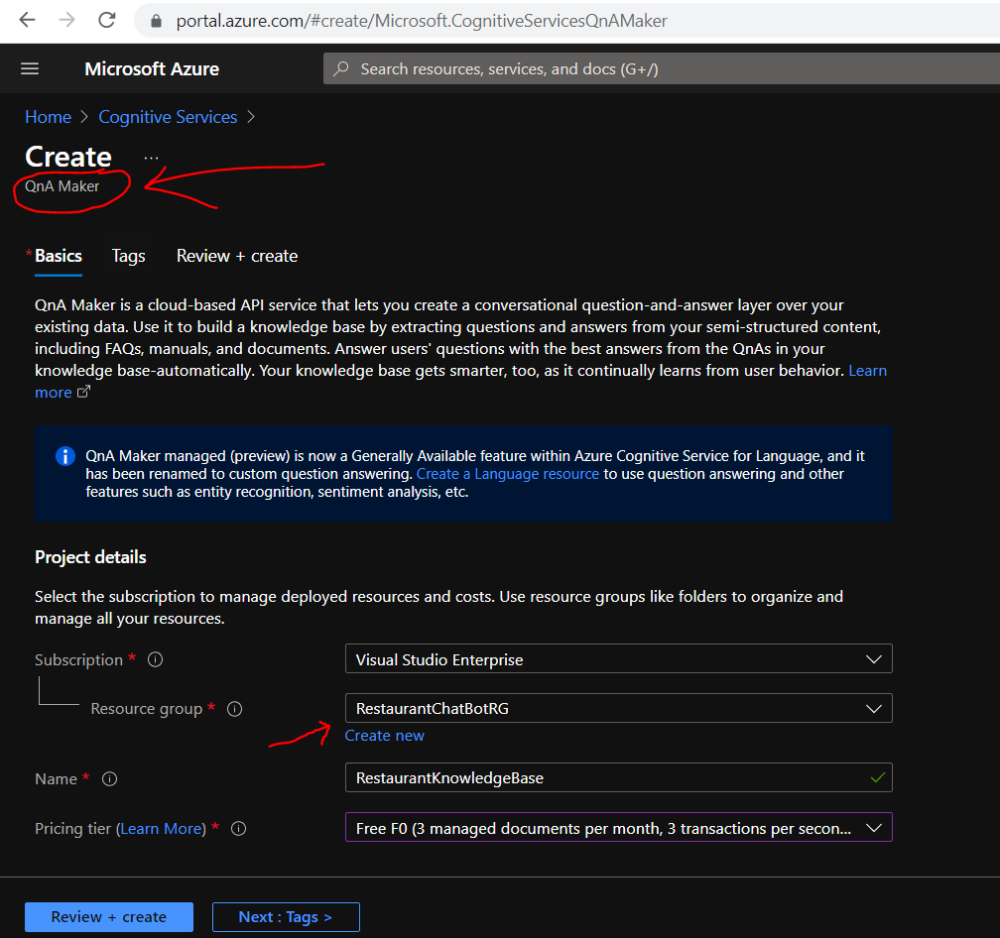 portal.azure.com/#create/Microsoft.CognitiveServicesQnAMaker
Microsoft Azure
Search resources, services, and docs (G+/)
Home > Cognitive Services >
Create ...
QnA Maker
* Basics Tags Review + create
QnA Maker is a cloud-based API service that lets you create a conversational question-and-answer layer over your
existing data. Use it to build a knowledge base by extracting questions and answers from your semi-structured content,
including FAQs, manuals, and documents. Answer users' questions with the best answers from the QnAs in your
knowledge base-automatically. Your knowledge base gets smarter, too, as it continually learns from user behavior. Learn
more
QnA Maker managed (preview) is now a Generally Available feature within Azure Cognitive Service for Language, and it
has been renamed to custom question answering. Create a Language resource to use question answering and other
features such as entity recognition, sentiment analysis, etc.
Project details
Select the subscription to manage deployed resources and costs. Use resource groups like folders to organize and
manage all your resources.
Subscription * Visual Studio Enterprise
Resource group * RestaurantChatBotRG
Create new
Name * RestaurantKnowledgeBase
Pricing tier (Learn More) * Free F0 (3 managed documents per month, 3 transactions per secon...
Review + create Next : Tags >